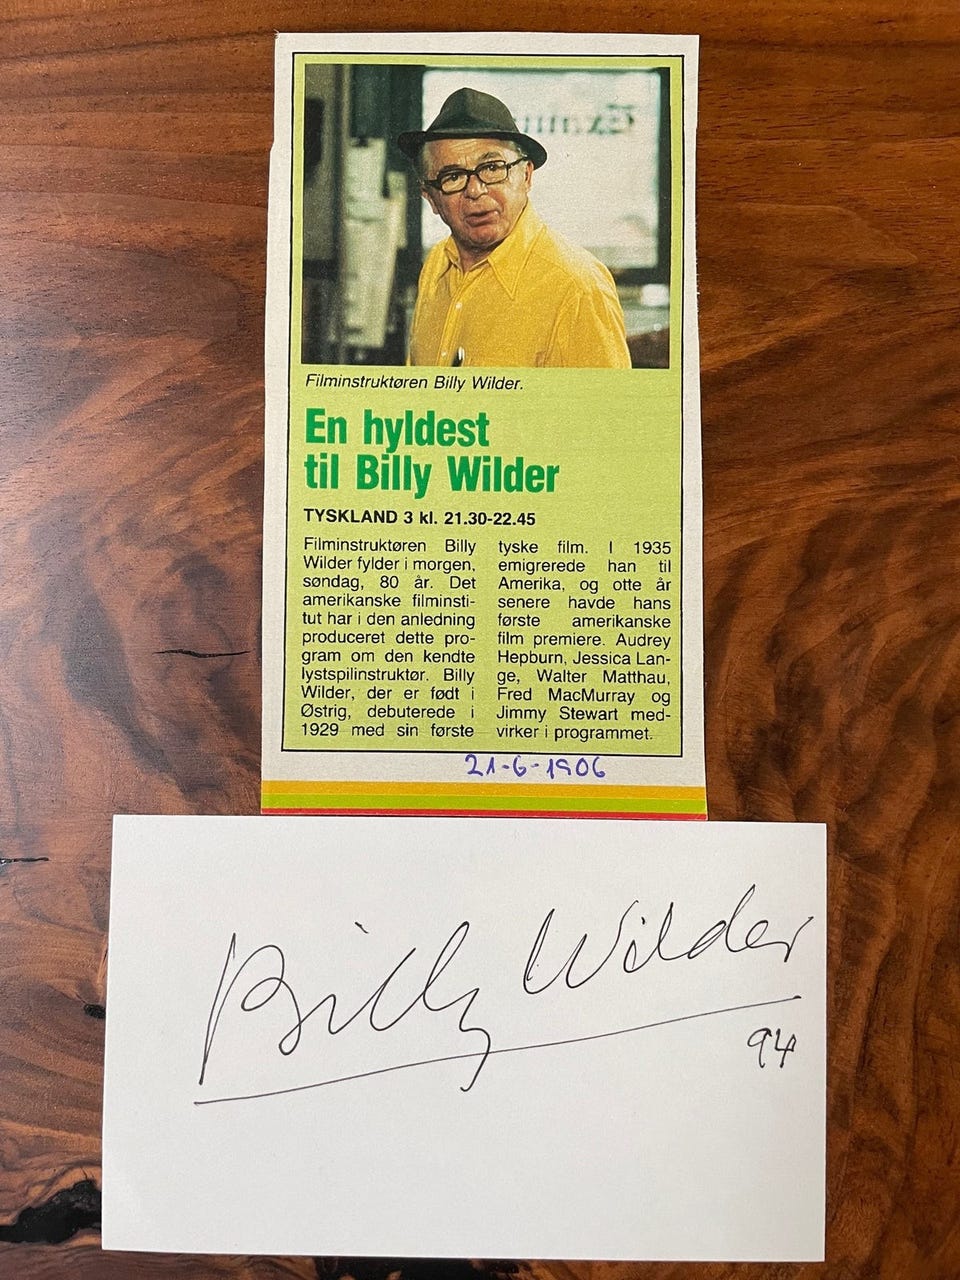 Filminstruktøren Billy Wilder.
En hyldest
til Billy Wilder
TYSKLAND 3 kl. 21.30-22.45
Filminstruktøren Billy
Wilder fylder i morgen,
søndag, 80 år. Det
amerikanske filminsti-
tut har i den anledning
produceret dette pro-
gram om den kendte
lystspilinstruktør. Billy
Wilder, der er født i
Østrig, debuterede i
1929 med sin første
tyske film. I 1935
emigrerede han til
Amerika, og otte år
senere havde hans
første amerikanske
film premiere. Audrey
Hepburn, Jessica Lan-
ge, Walter Matthau,
Fred MacMurray og
Jimmy Stewart med-
virker i programmet.
21-6-1906
Billy Wilder
94